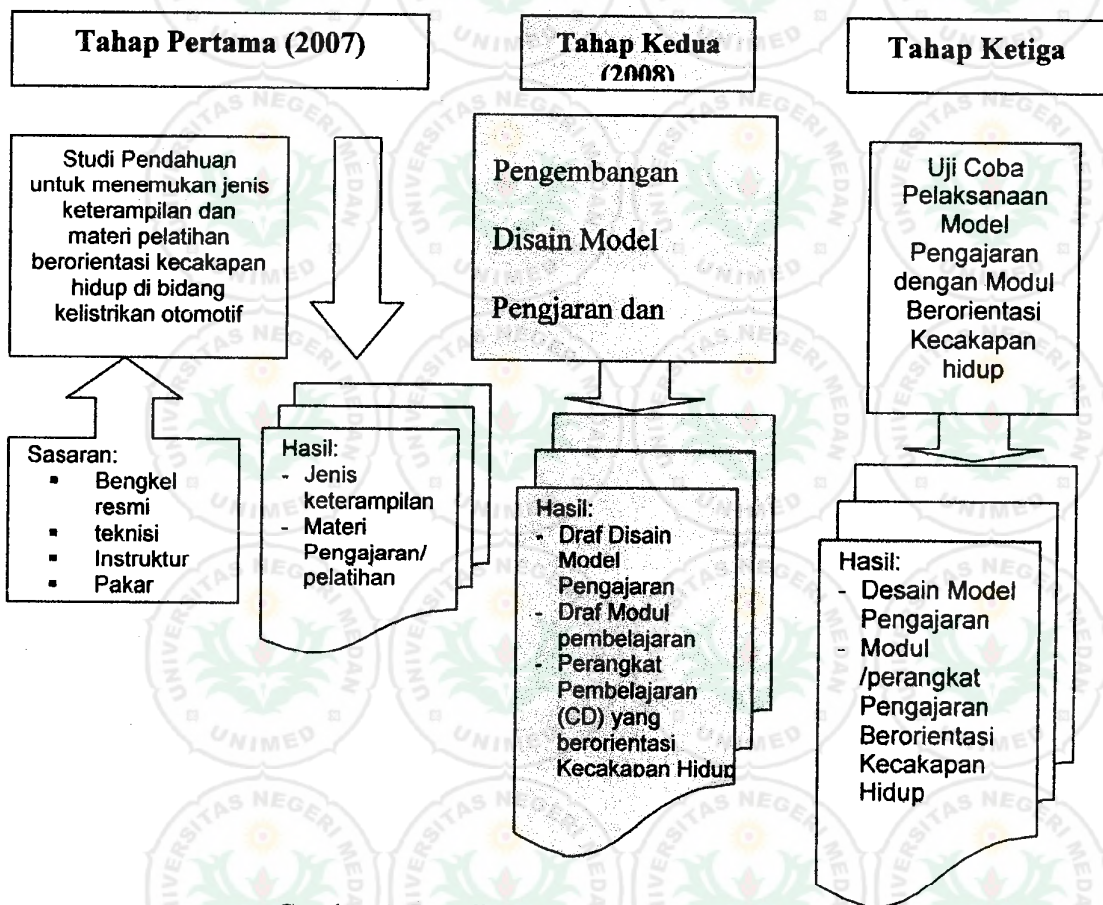 Tahap Pertama (2007)
Tahap Kedua
(2008)
Tahap Ketiga
Studi Pendahuan
untuk menemukan jenis
keterampilan dan
materi pelatihan
berorientasi kecakapan
hidup di bidang
kelistrikan otomotif
Sasaran:
▪ Bengkel
resmi
▪ teknisi
▪ Instruktur
▪ Pakar
Hasil:
- Jenis
keterampilan
- Materi
Pengajaran/
pelatihan
Pengembangan
Disain Model
Pengjaran dan
Hasil:
- Draf Disain
Model
Pengajaran
- Draf Modul
pembelajaran
- Perangkat
Pembelajaran
(CD) yang
berorientasi
Kecakapan Hidup
Uji Coba
Pelaksanaan
Model
Pengajaran
dengan Modul
Berorientasi
Kecakapan
hidup
Hasil:
- Desain Model
Pengajaran
- Modul
/perangkat
Pengajaran
Berorientasi
Kecakapan
Hidup
UNIVERSITAS NEGERI MEDAN
UNIMED